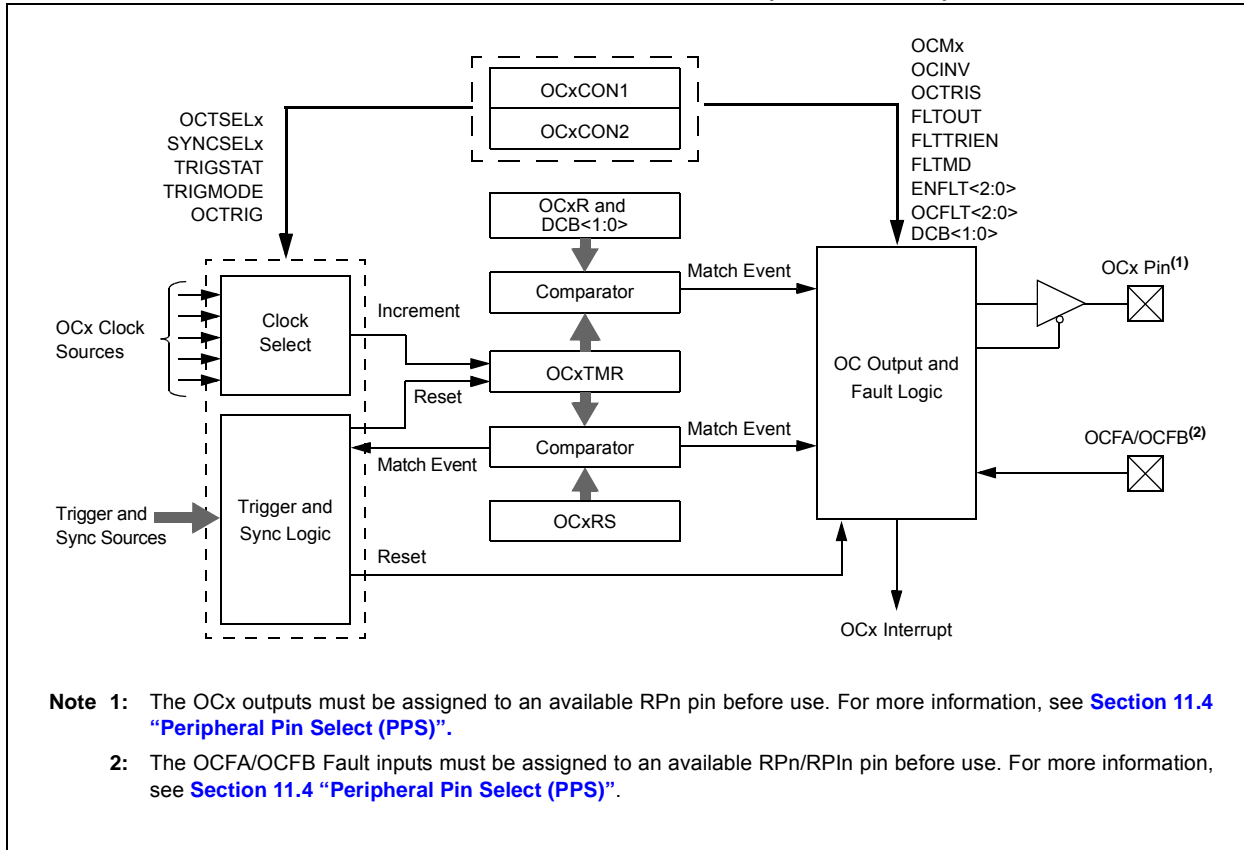 OCxCON1
OCxCON2
OCMx
OCINV
OCTRIS
FLTOUT
FLTTRIEN
FLTMD
ENFLT<2:0>
OCFLT<2:0>
DCB<1:0>
OCTSELx
SYNCSELx
TRIGSTAT
TRIGMODE
OCTRIG
OCxR and
DCB<1:0>
Match Event
OCx Pin(1)
Comparator
Increment
OCx Clock
Sources
Clock
Select
OCxTMR
OC Output and
Fault Logic
Reset
Match Event
OCFA/OCFB(2)
Comparator
Match Event
Trigger and
Sync Sources
Trigger and
Sync Logic
OCxRS
Reset
OCx Interrupt
Note 1: The OCx outputs must be assigned to an available RPn pin before use. For more information, see Section 11.4
“Peripheral Pin Select (PPS)”.
2: The OCFA/OCFB Fault inputs must be assigned to an available RPn/RPIn pin before use. For more information,
see Section 11.4 “Peripheral Pin Select (PPS)”.